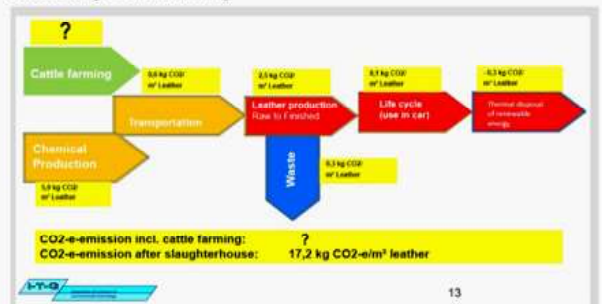 ?
Cattle farming
0,6 kg CO2/
m² Leather
2,5 kg CO2/
m² Leather
0,1 kg CO2/
m² Leather
- 0,3 kg CO2/
m² Leather
Transportation
Leather production
Raw to Finished
Life cycle
(use in car)
Thermal disposal
of renewable
energy
Chemical
Production
kg CO2/
m² Leather
Waste
0,3 kg CO2/
m² Leather
CO2-e-emission incl. cattle farming: ?
CO2-e-emission after slaughterhouse: 17,2 kg CO2-e/m² leather
I-T-G
13